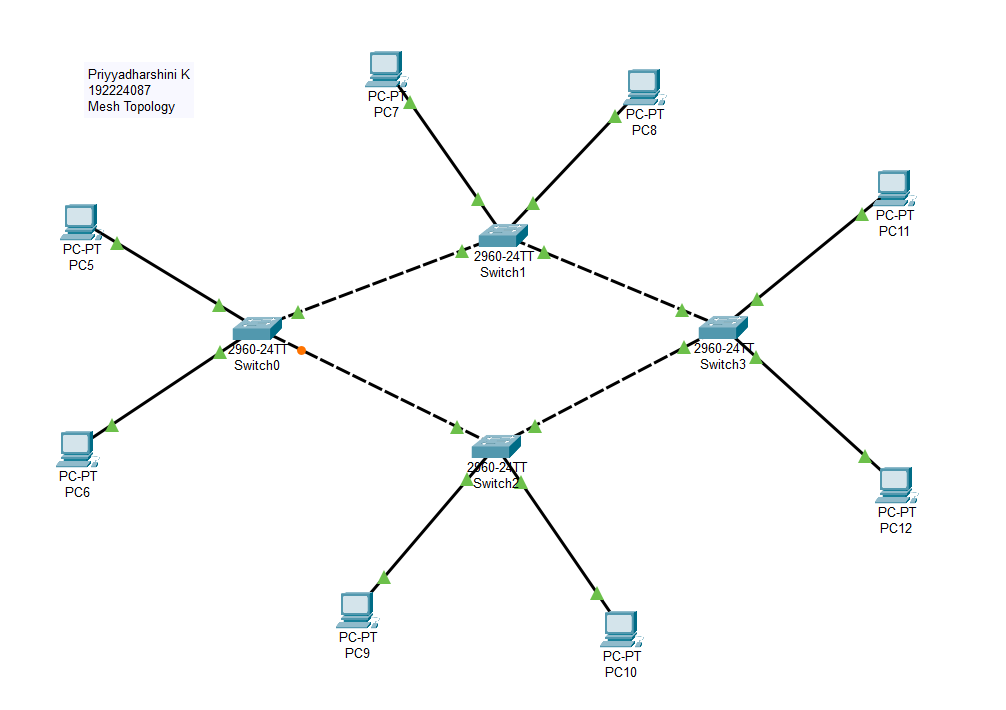 Priyyadharshini K
192224087
Mesh Topology
PC-PT
PC7
PC-PT
PC8
PC-PT
PC11
PC-PT
PC5
2960-24TT
Switch1
2960-24TT
Switch0
2960-24TT
Switch3
PC-PT
PC6
2960-24TT
Switch2
PC-PT
PC12
PC-PT
PC9
PC-PT
PC10